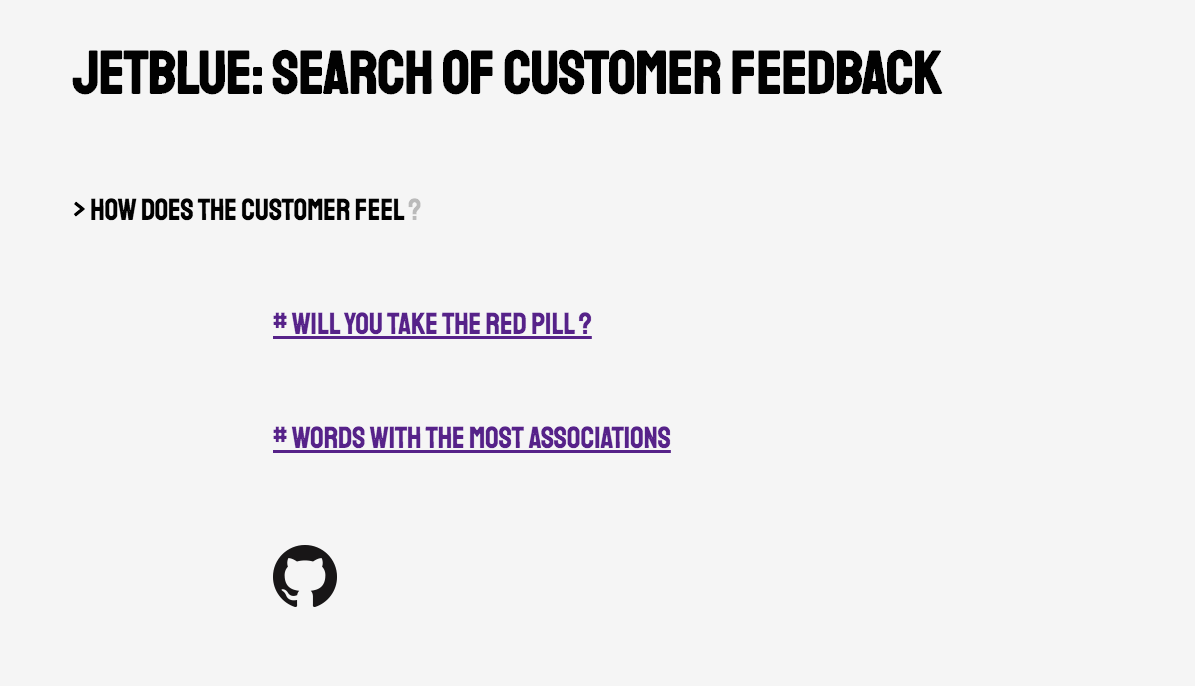 JETBLUE: SEARCH OF CUSTOMER FEEDBACK
> HOW DOES THE CUSTOMER FEEL ?
# WILL YOU TAKE THE RED PILL ?
# WORDS WITH THE MOST ASSOCIATIONS